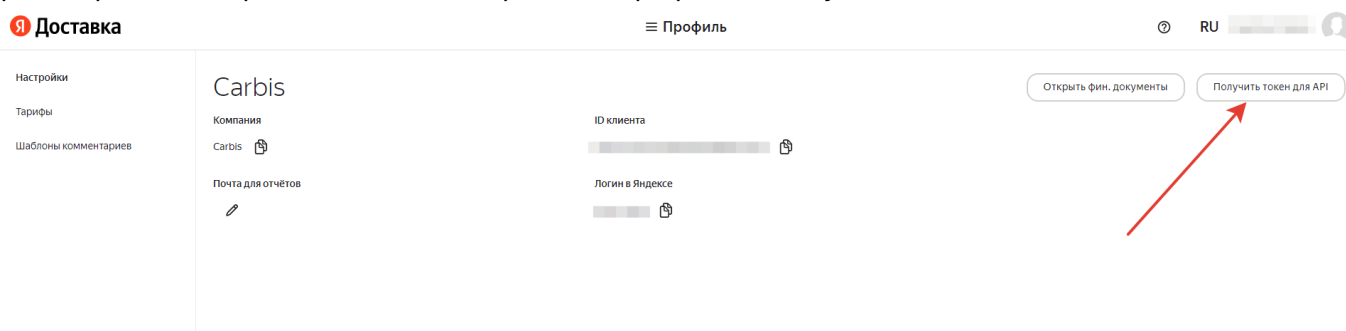 Я Доставка
Профиль
RU
Настройки
Тарифы
Шаблоны комментариев
Carbis
Открыть фин. документы
Получить токен для API
Компания
ID клиента
Carbis
Почта для отчётов
Логин в Яндексе